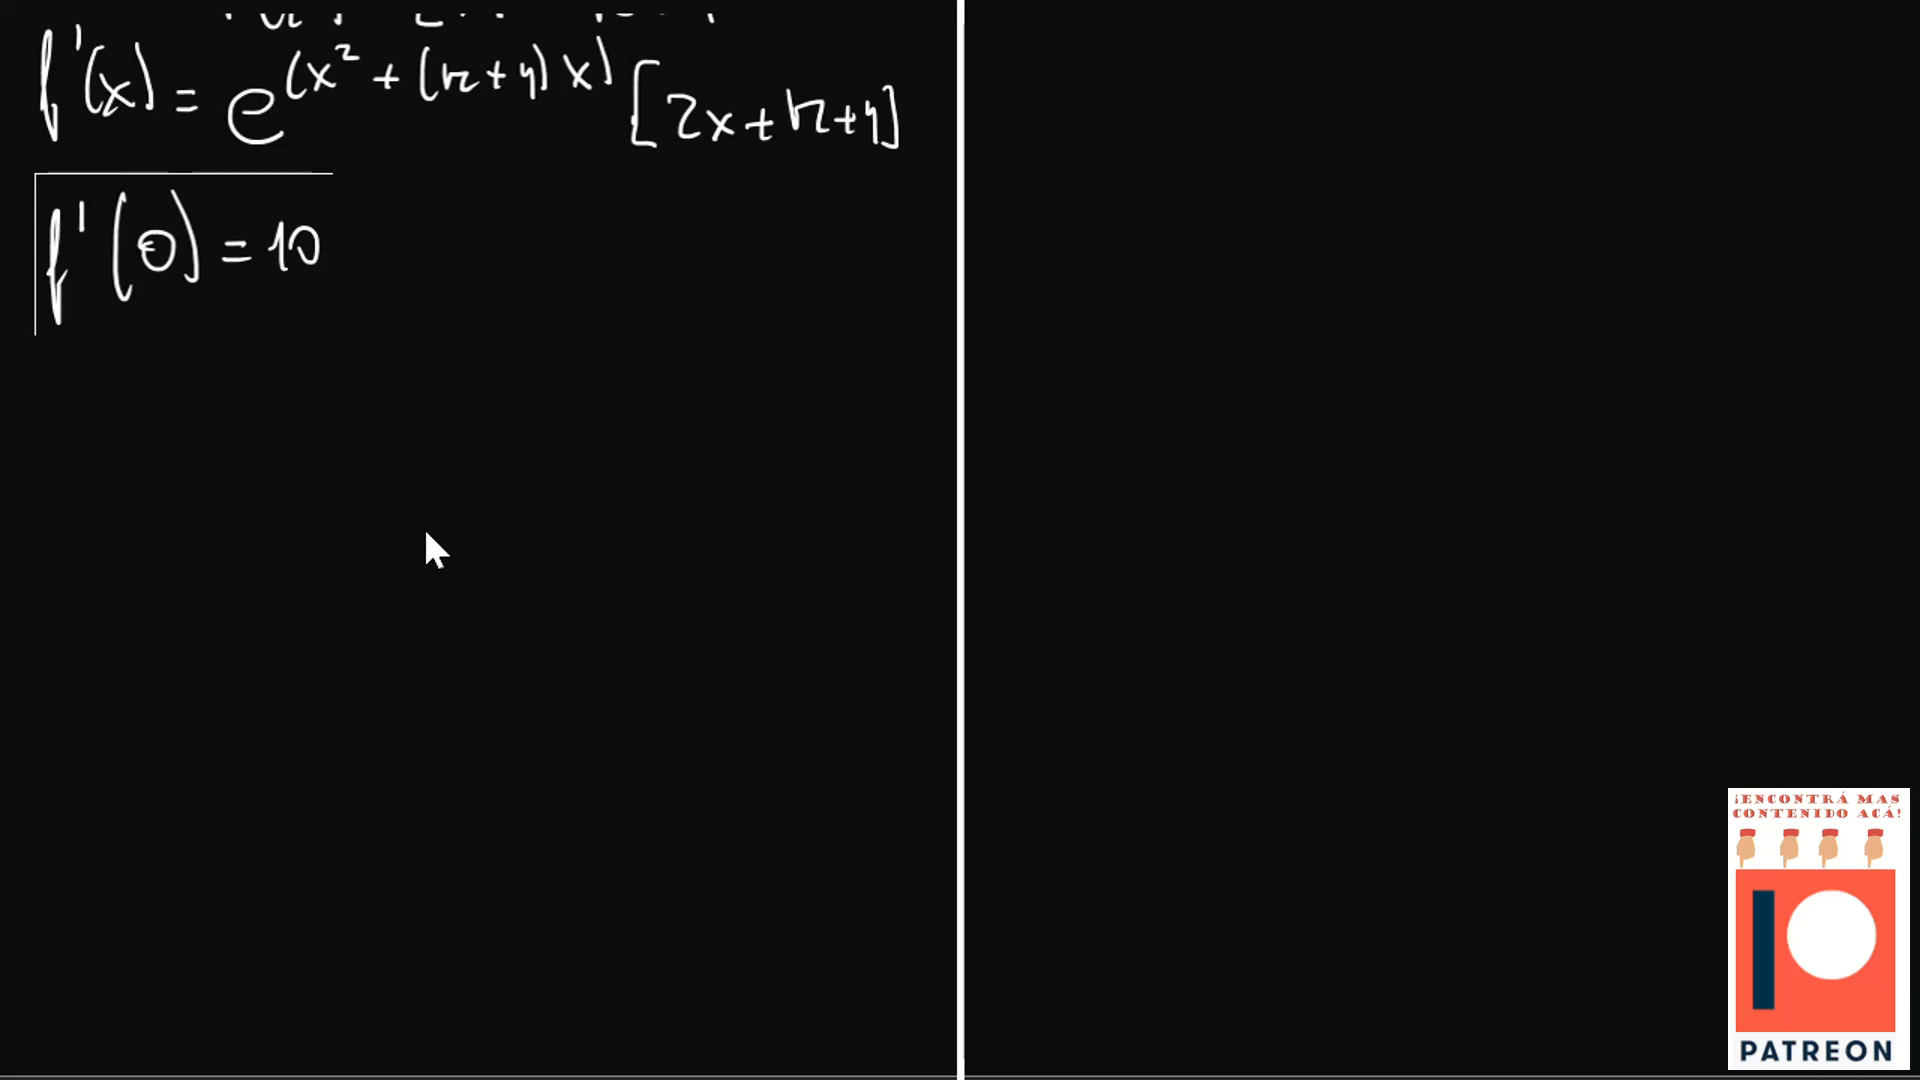 f'(x) = e^(x² + (k+4)x) [2x+k+4]
f'(0) = 10
¡ENCONTRÁ MAS
CONTENIDO ACÁ!
PATREON